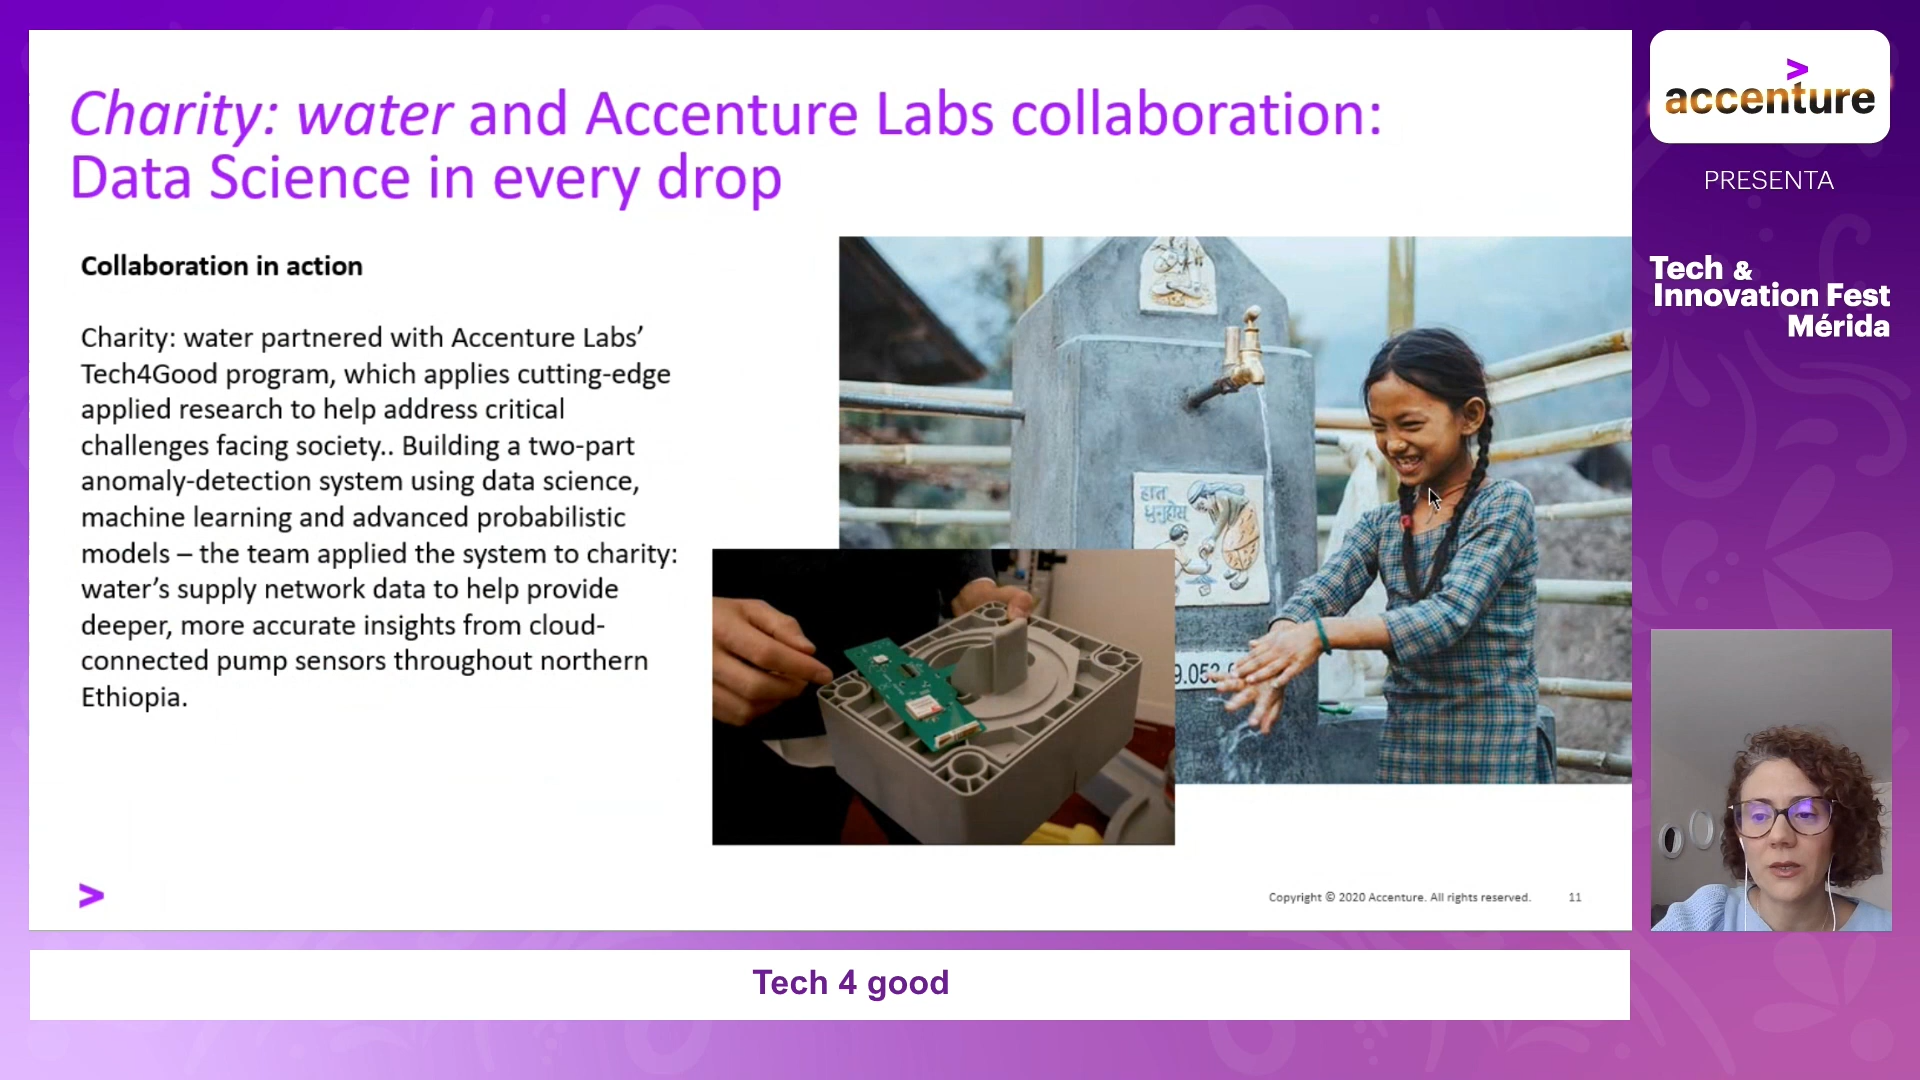 Charity: water and Accenture Labs collaboration:
Data Science in every drop
Collaboration in action
Charity: water partnered with Accenture Labs’
Tech4Good program, which applies cutting-edge
applied research to help address critical
challenges facing society.. Building a two-part
anomaly-detection system using data science,
machine learning and advanced probabilistic
models – the team applied the system to charity:
water’s supply network data to help provide
deeper, more accurate insights from cloud-
connected pump sensors throughout northern
Ethiopia.
हात
धुनुहोस्
>
Copyright © 2020 Accenture. All rights reserved.
11
>
accenture
PRESENTA
Tech &
Innovation Fest
Mérida
Tech 4 good